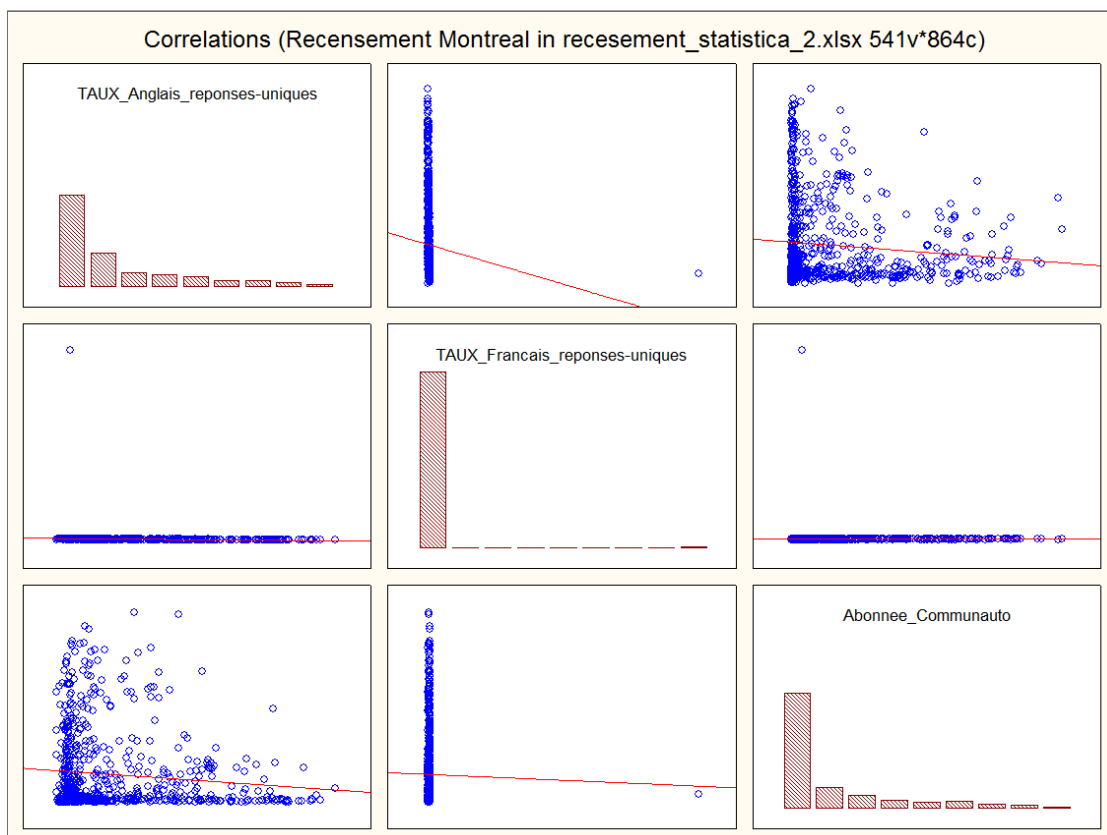 Correlations (Recensement Montreal in recesement_statistica_2.xlsx 541v*864c)
TAUX_Anglais_reponses-uniques
TAUX_Francais_reponses-uniques
Abonnee_Communauto